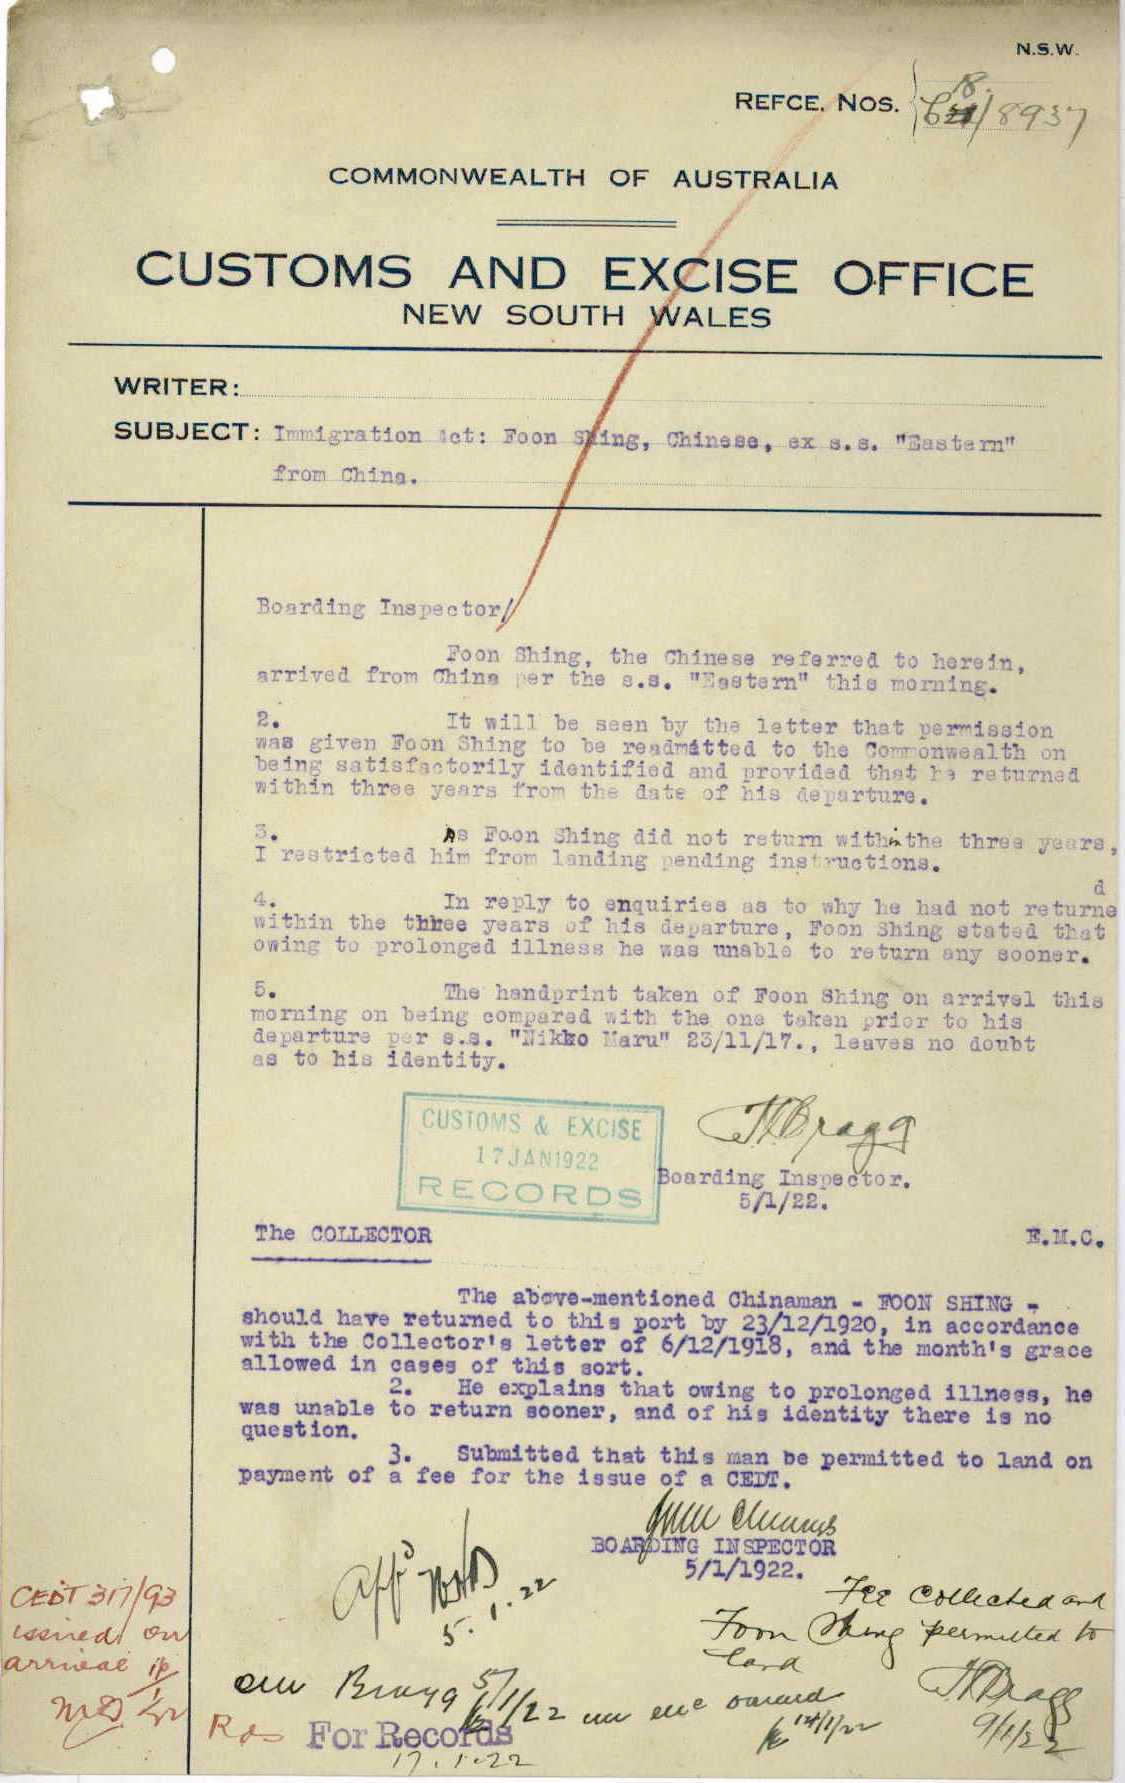 N.S.W.
REFCE. NOS.
/8937
COMMONWEALTH OF AUSTRALIA
CUSTOMS AND EXCISE OFFICE
NEW SOUTH WALES
WRITER:
SUBJECT: Immigration Act: Foon Shing, Chinese, ex s.s. "Eastern"
from China.
Boarding Inspector/
Foon Shing, the Chinese referred to herein,
arrived from China per the s.s. "Eastern" this morning.
2. It will be seen by the letter that permission
was given Foon Shing to be readmitted to the Commonwealth on
being satisfactorily identified and provided that he returned
within three years from the date of his departure.
3. As Foon Shing did not return within the three years,
I restricted him from landing pending instructions.
4. In reply to enquiries as to why he had not returned
within the three years of his departure, Foon Shing stated that
owing to prolonged illness he was unable to return any sooner.
5. The handprint taken of Foon Shing on arrival this
morning on being compared with the one taken prior to his
departure per s.s. "Nikko Maru" 23/11/17., leaves no doubt
as to his identity.
CUSTOMS & EXCISE
17 JAN 1922
RECORDS
Bragg
Boarding Inspector.
5/1/22.
The COLLECTOR
E.M.C.
The above-mentioned Chinaman - FOON SHING -
should have returned to this port by 23/12/1920, in accordance
with the Collector's letter of 6/12/1918, and the month's grace
allowed in cases of this sort.
2. He explains that owing to prolonged illness, he
was unable to return sooner, and of his identity there is no
question.
3. Submitted that this man be permitted to land on
payment of a fee for the issue of a CEDT.
BOARDING INSPECTOR
5/1/1922.
Appd
5.1.22
Fee collected and
Foon Shing permitted to
land
Bragg
9/1/22
CEDT 317/93
issued on
arrival
Bragg 5/1/22
14/1/22
For Records
17.1.22